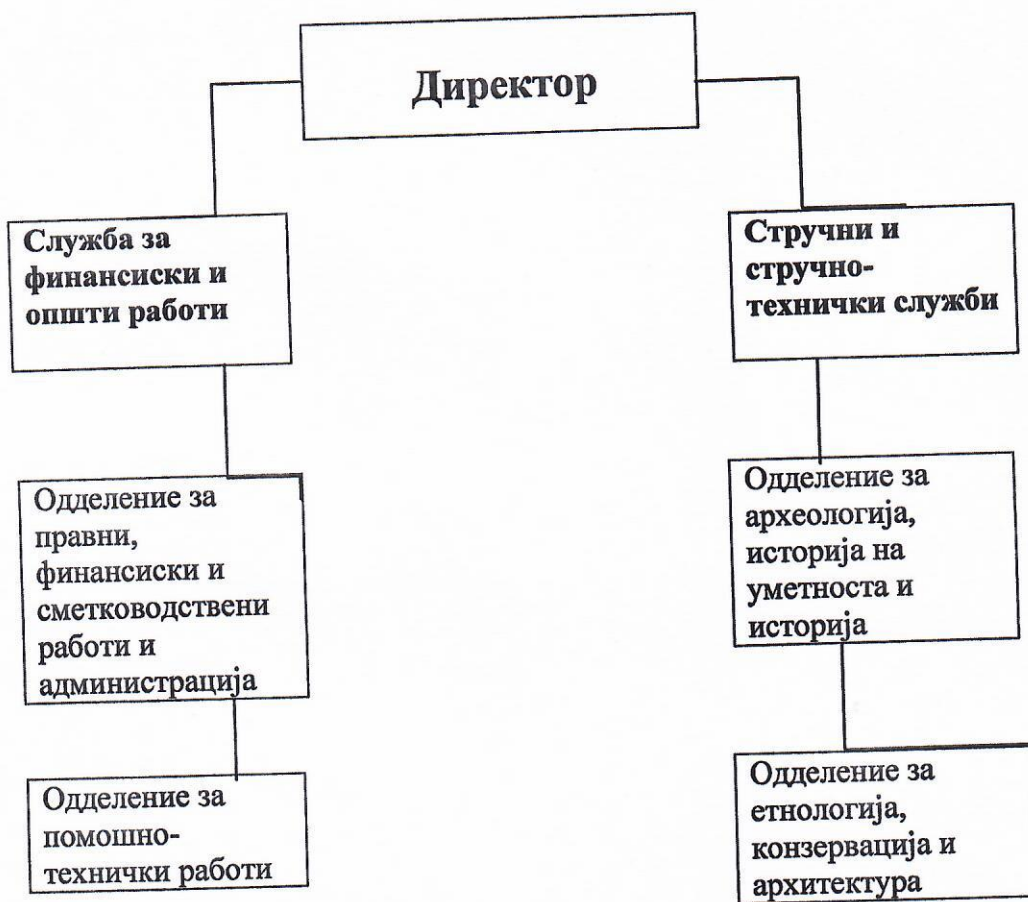 Директор
Служба за
финансиски и
општи работи
Стручни и
стручно-
технички служби
Одделение за
правни,
финансиски и
сметководствени
работи и
администрација
Одделение за
археологија,
историја на
уметноста и
историја
Одделение за
помошно-
технички работи
Одделение за
етнологија,
конзервација и
архитектура